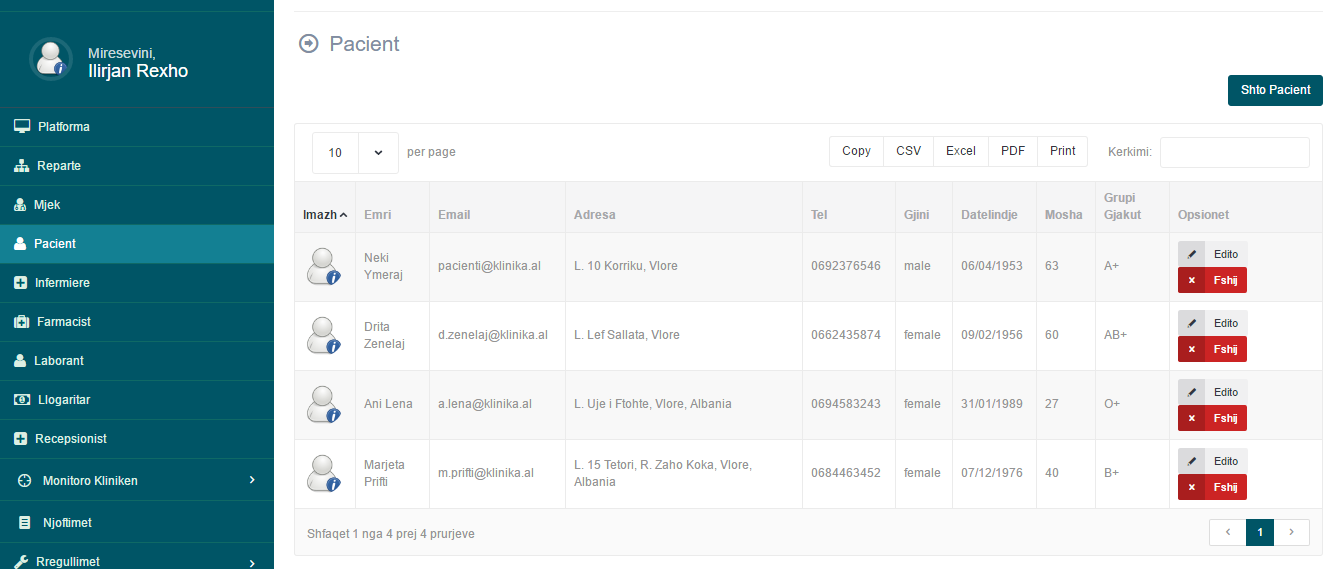 Miresevini,
Ilirjan Rexho
Platforma
Reparte
Mjek
Pacient
Infermiere
Farmacist
Laborant
Llogaritar
Recepsionist
Monitoro Kliniken
Njoftimet
Rregullimet
Pacient
Shto Pacient
10 per page Copy CSV Excel PDF Print Kerkimi:
Imazh Emri Email Adresa Tel Gjini Datelindje Mosha Grupi Gjakut Opsionet
Neki Ymeraj pacienti@klinika.al L. 10 Korriku, Vlore 0692376546 male 06/04/1953 63 A+ Edito
Fshij
Drita Zenelaj d.zenelaj@klinika.al L. Lef Sallata, Vlore 0662435874 female 09/02/1956 60 AB+ Edito
Fshij
Ani Lena a.lena@klinika.al L. Uje i Ftohte, Vlore, Albania 0694583243 female 31/01/1989 27 O+ Edito
Fshij
Marjeta Prifti m.prifti@klinika.al L. 15 Tetori, R. Zaho Koka, Vlore, Albania 0684463452 female 07/12/1976 40 B+ Edito
Fshij
Shfaqet 1 nga 4 prej 4 prurjeve 1